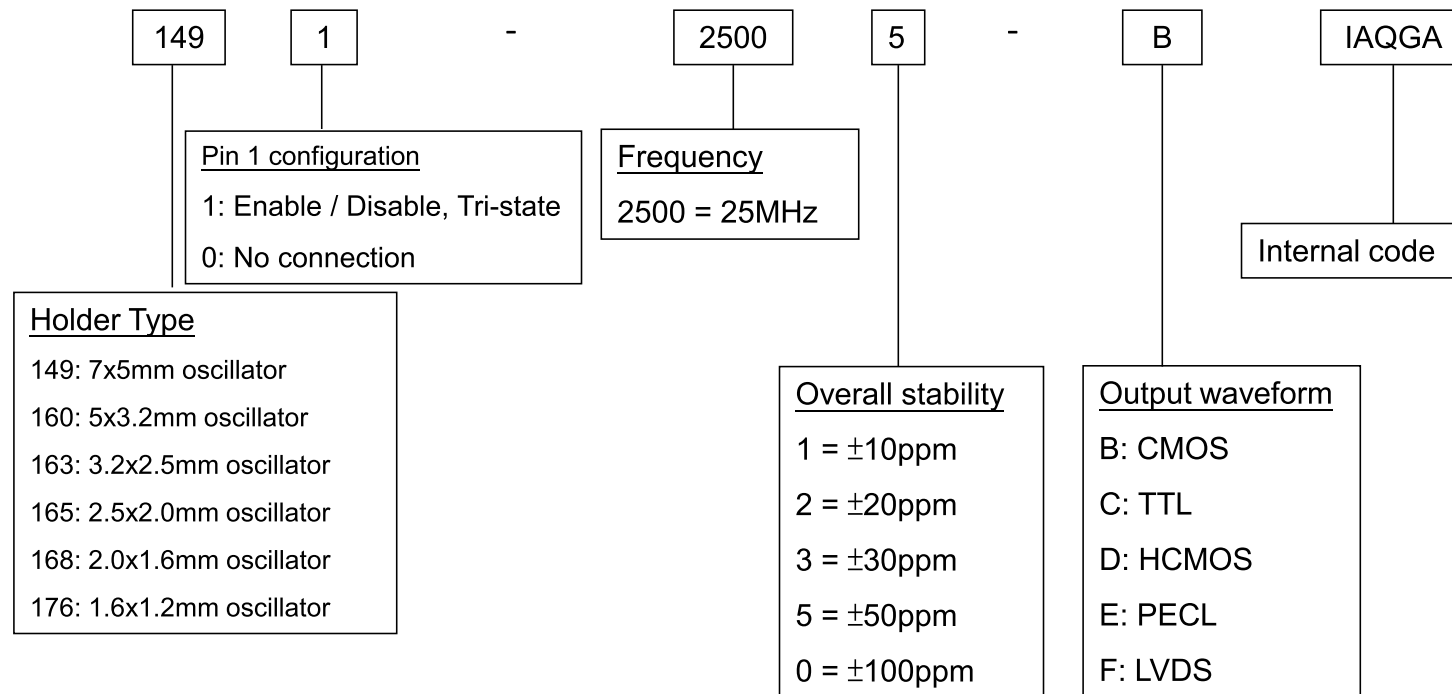 149 1 - 2500 5 - B IAQGA
Pin 1 configuration
1: Enable / Disable, Tri-state
0: No connection
Frequency
2500 = 25MHz
Internal code
Holder Type
149: 7x5mm oscillator
160: 5x3.2mm oscillator
163: 3.2x2.5mm oscillator
165: 2.5x2.0mm oscillator
168: 2.0x1.6mm oscillator
176: 1.6x1.2mm oscillator
Overall stability
1 = ±10ppm
2 = ±20ppm
3 = ±30ppm
5 = ±50ppm
0 = ±100ppm
Output waveform
B: CMOS
C: TTL
D: HCMOS
E: PECL
F: LVDS